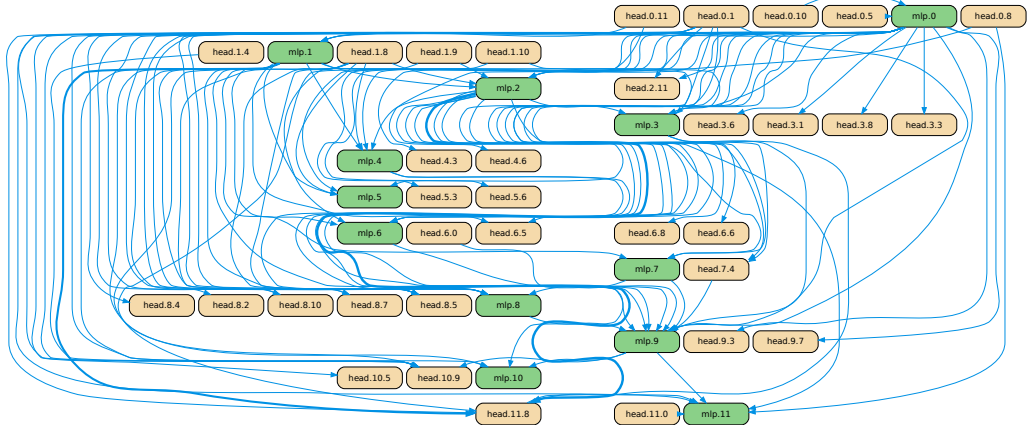 head.0.11 head.0.1 head.0.10 head.0.5 mlp.0 head.0.8
head.1.4 mlp.1 head.1.8 head.1.9 head.1.10
mlp.2 head.2.11
mlp.3 head.3.6 head.3.1 head.3.8 head.3.3
mlp.4 head.4.3 head.4.6
mlp.5 head.5.3 head.5.6
mlp.6 head.6.0 head.6.5 head.6.8 head.6.6
mlp.7 head.7.4
head.8.4 head.8.2 head.8.10 head.8.7 head.8.5 mlp.8
mlp.9 head.9.3 head.9.7
head.10.5 head.10.9 mlp.10
head.11.8 head.11.0 mlp.11